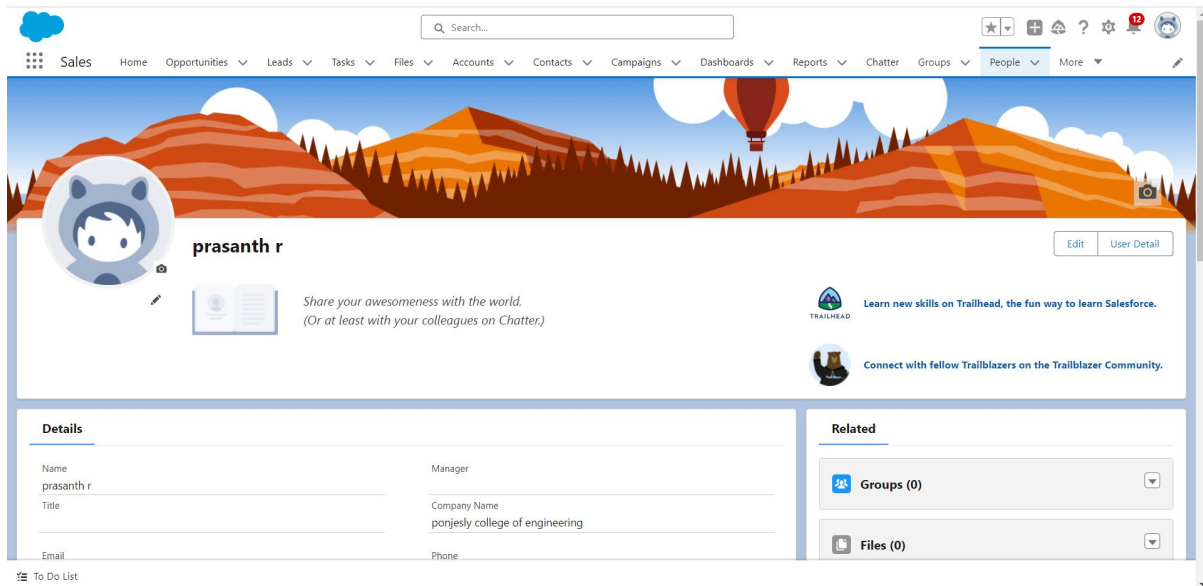 Search...
12
Sales Home Opportunities Leads Tasks Files Accounts Contacts Campaigns Dashboards Reports Chatter Groups People More
prasanth r
Edit User Detail
Share your awesomeness with the world.
(Or at least with your colleagues on Chatter.)
TRAILHEAD
Learn new skills on Trailhead, the fun way to learn Salesforce.
Connect with fellow Trailblazers on the Trailblazer Community.
Details
Related
Name
prasanth r
Manager
Title
Company Name
ponjesly college of engineering
Email
Phone
Groups (0)
Files (0)
To Do List